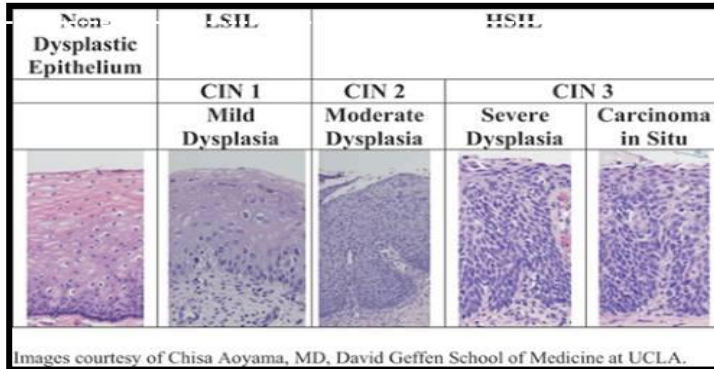 Non- LSIL HSIL
Dysplastic
Epithelium
CIN 1 CIN 2 CIN 3
Mild Moderate Severe Carcinoma
Dysplasia Dysplasia Dysplasia in Situ
Images courtesy of Chisa Aoyama, MD, David Geffen School of Medicine at UCLA.